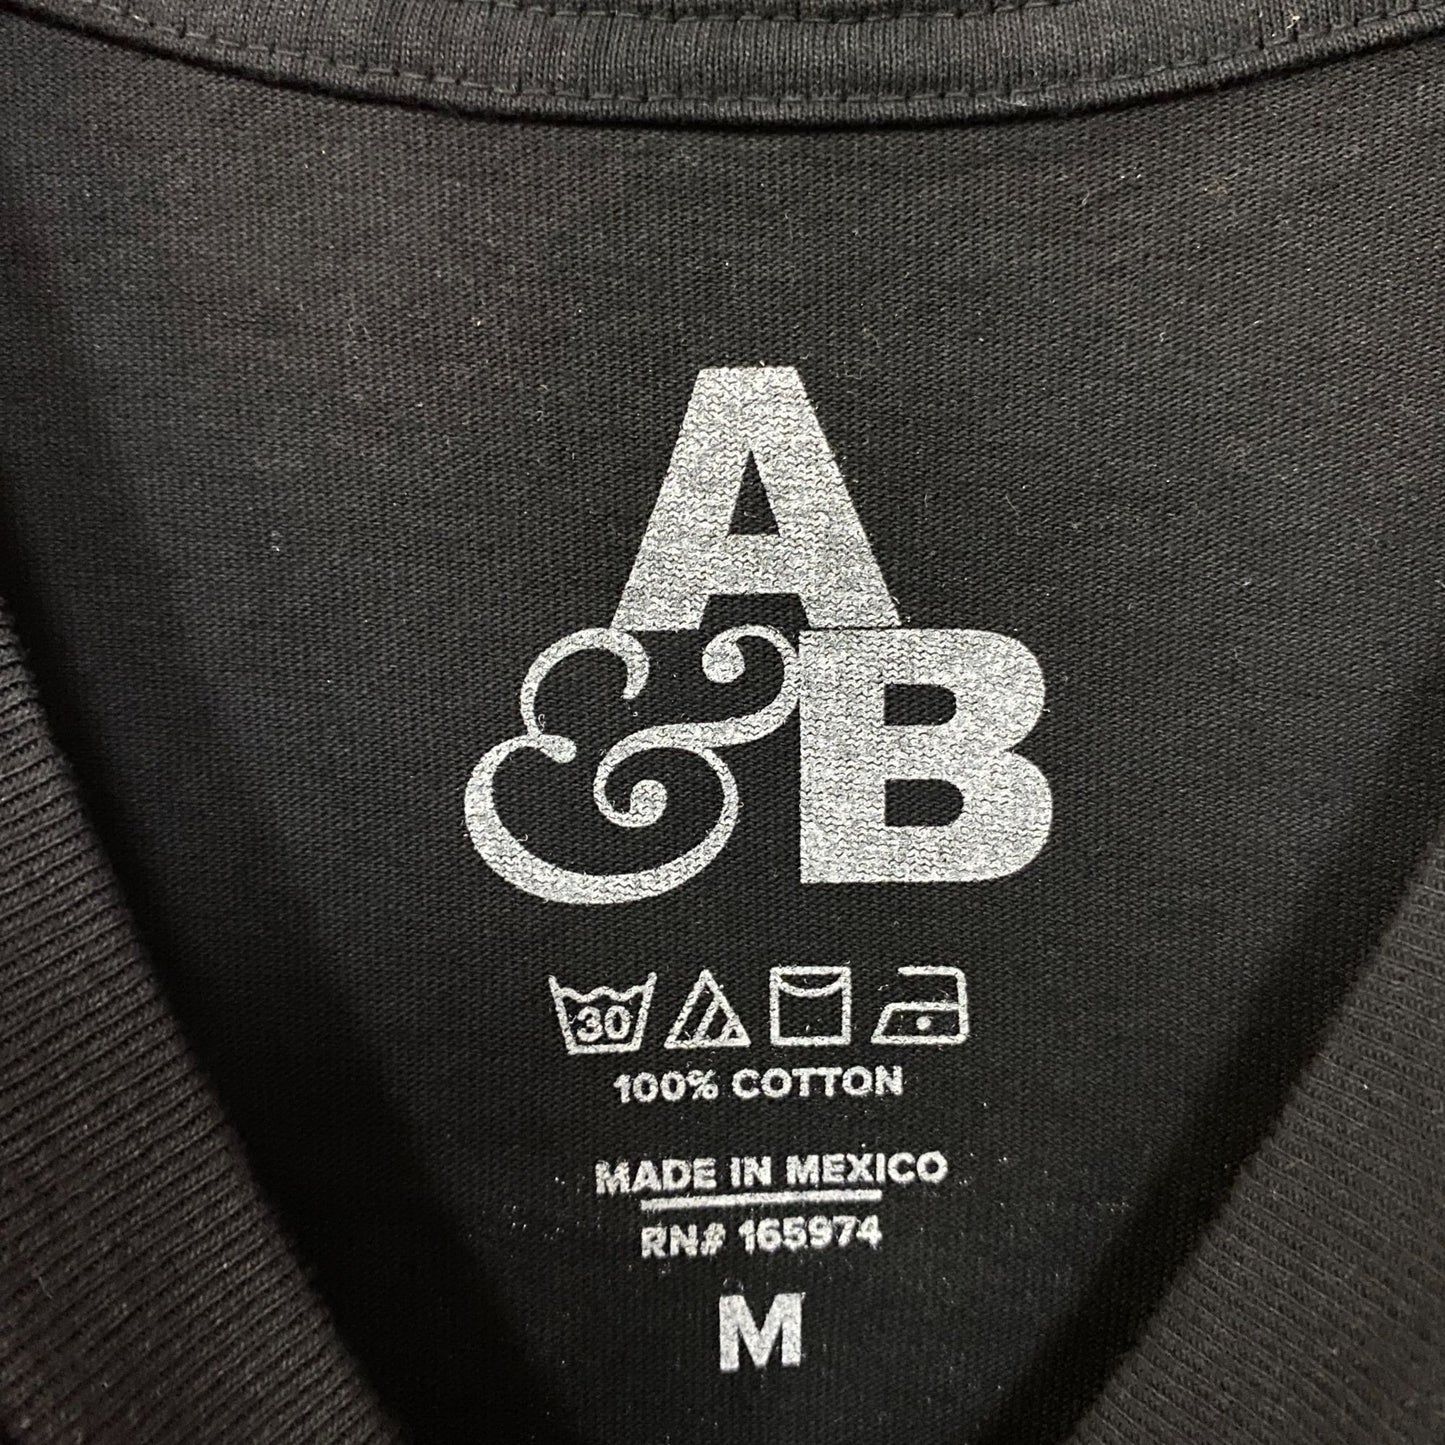 A
&B
30
100% COTTON
MADE IN MEXICO
RN# 165974
M